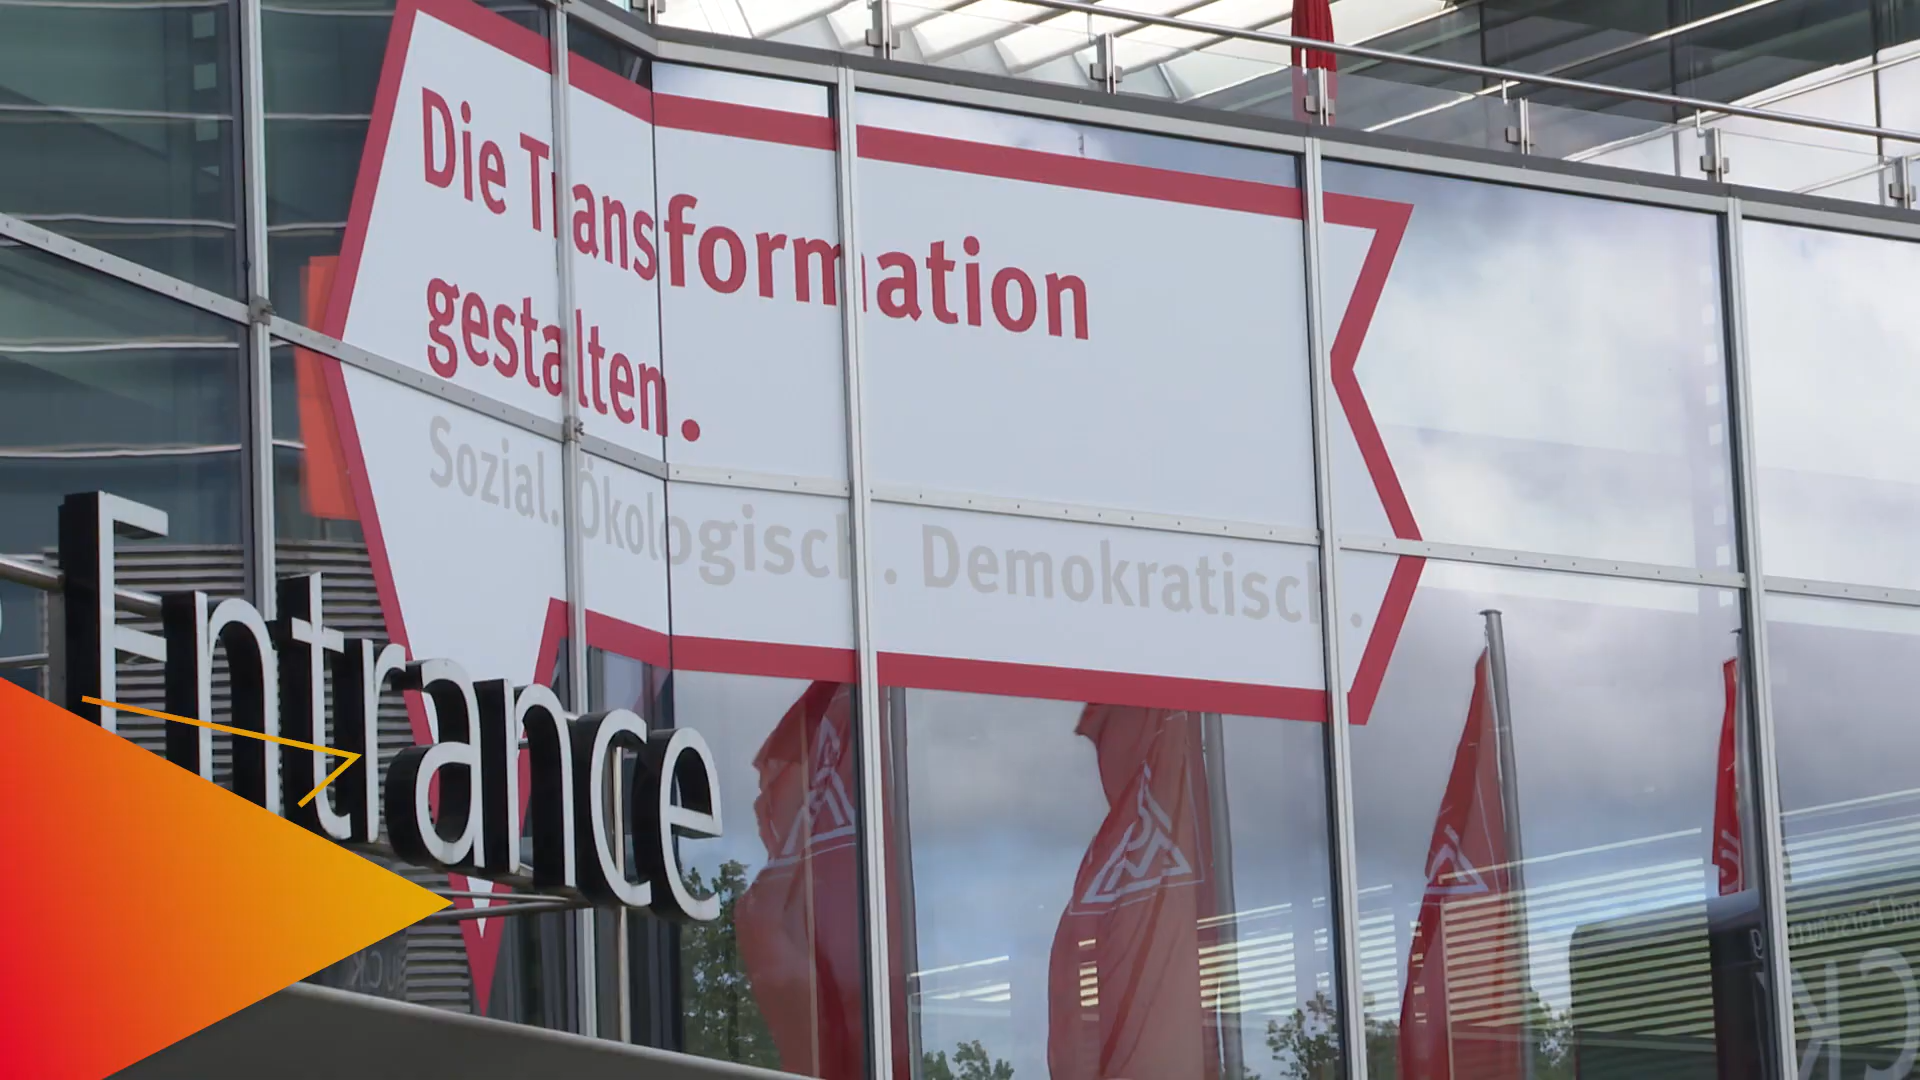 Die Transformation
gestalten.
Sozial. Ökologisch. Demokratisch.
Entrance